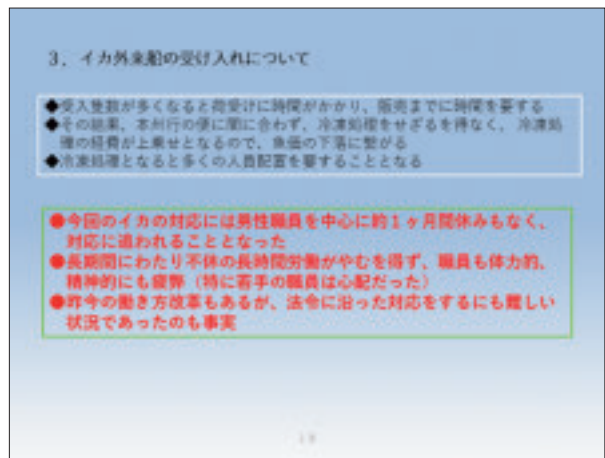 3．イカ外来船の受け入れについて
◆受入隻数が多くなると荷受けに時間がかかり、販売までに時間を要する
◆その結果、本州行の便に間に合わず、冷凍処理をせざるを得なく、冷凍処
理の経費が上乗せとなるので、魚価の下落に繋がる
◆冷凍処理となると多くの人員配置を要することとなる
●今回のイカの対応には男性職員を中心に約１ヶ月間休みもなく、
対応に追われることとなった
●長期間にわたり不休の長時間労働がやむを得ず、職員も体力的、
精神的にも疲弊（特に若手の職員は心配だった）
●昨今の働き方改革もあるが、法令に沿った対応をするにも難しい
状況であったのも事実